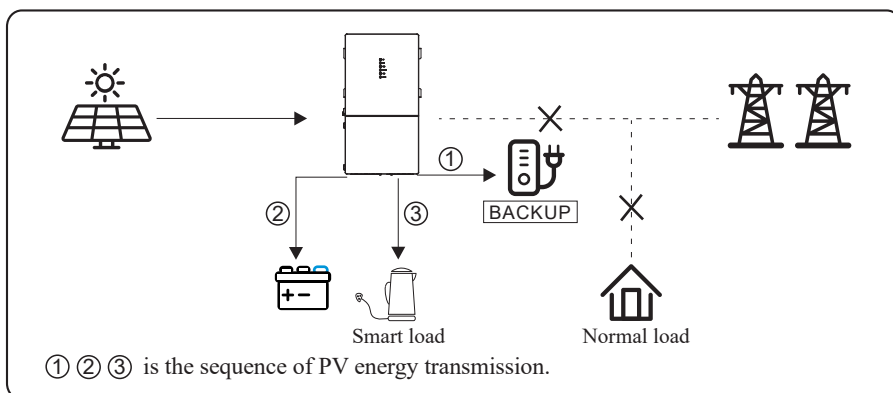 ①
BACKUP
② ③
+ −
Smart load Normal load
① ② ③ is the sequence of PV energy transmission.